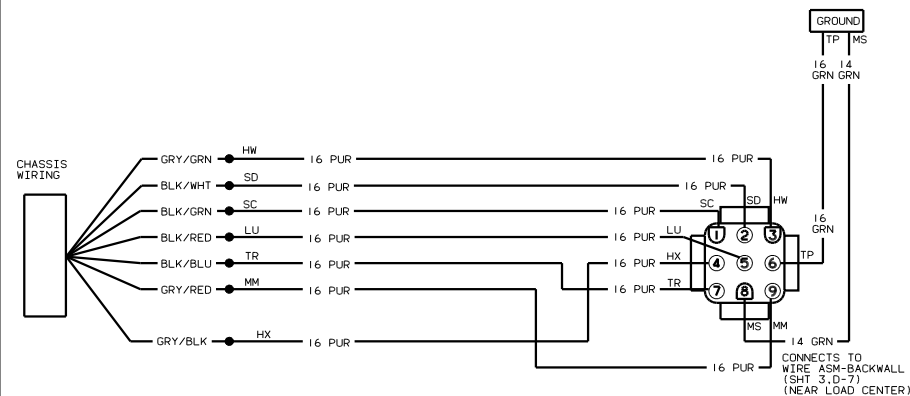 GROUND
TP MS
16 14
GRN GRN
CHASSIS
WIRING
GRY/GRN HW 16 PUR 16 PUR
BLK/WHT SD 16 PUR 16 PUR
SC SD HW
BLK/GRN SC 16 PUR 16 PUR
16
GRN
1 2 3
BLK/RED LU 16 PUR 16 PUR LU
BLK/BLU TR 16 PUR 16 PUR HX 4 5 6 TP
GRY/RED MM 16 PUR 16 PUR TR 7 8 9
MS MM
GRY/BLK HX 16 PUR 14 GRN
16 PUR
CONNECTS TO
WIRE ASM-BACKWALL
(SHT 3,D-7)
(NEAR LOAD CENTER)